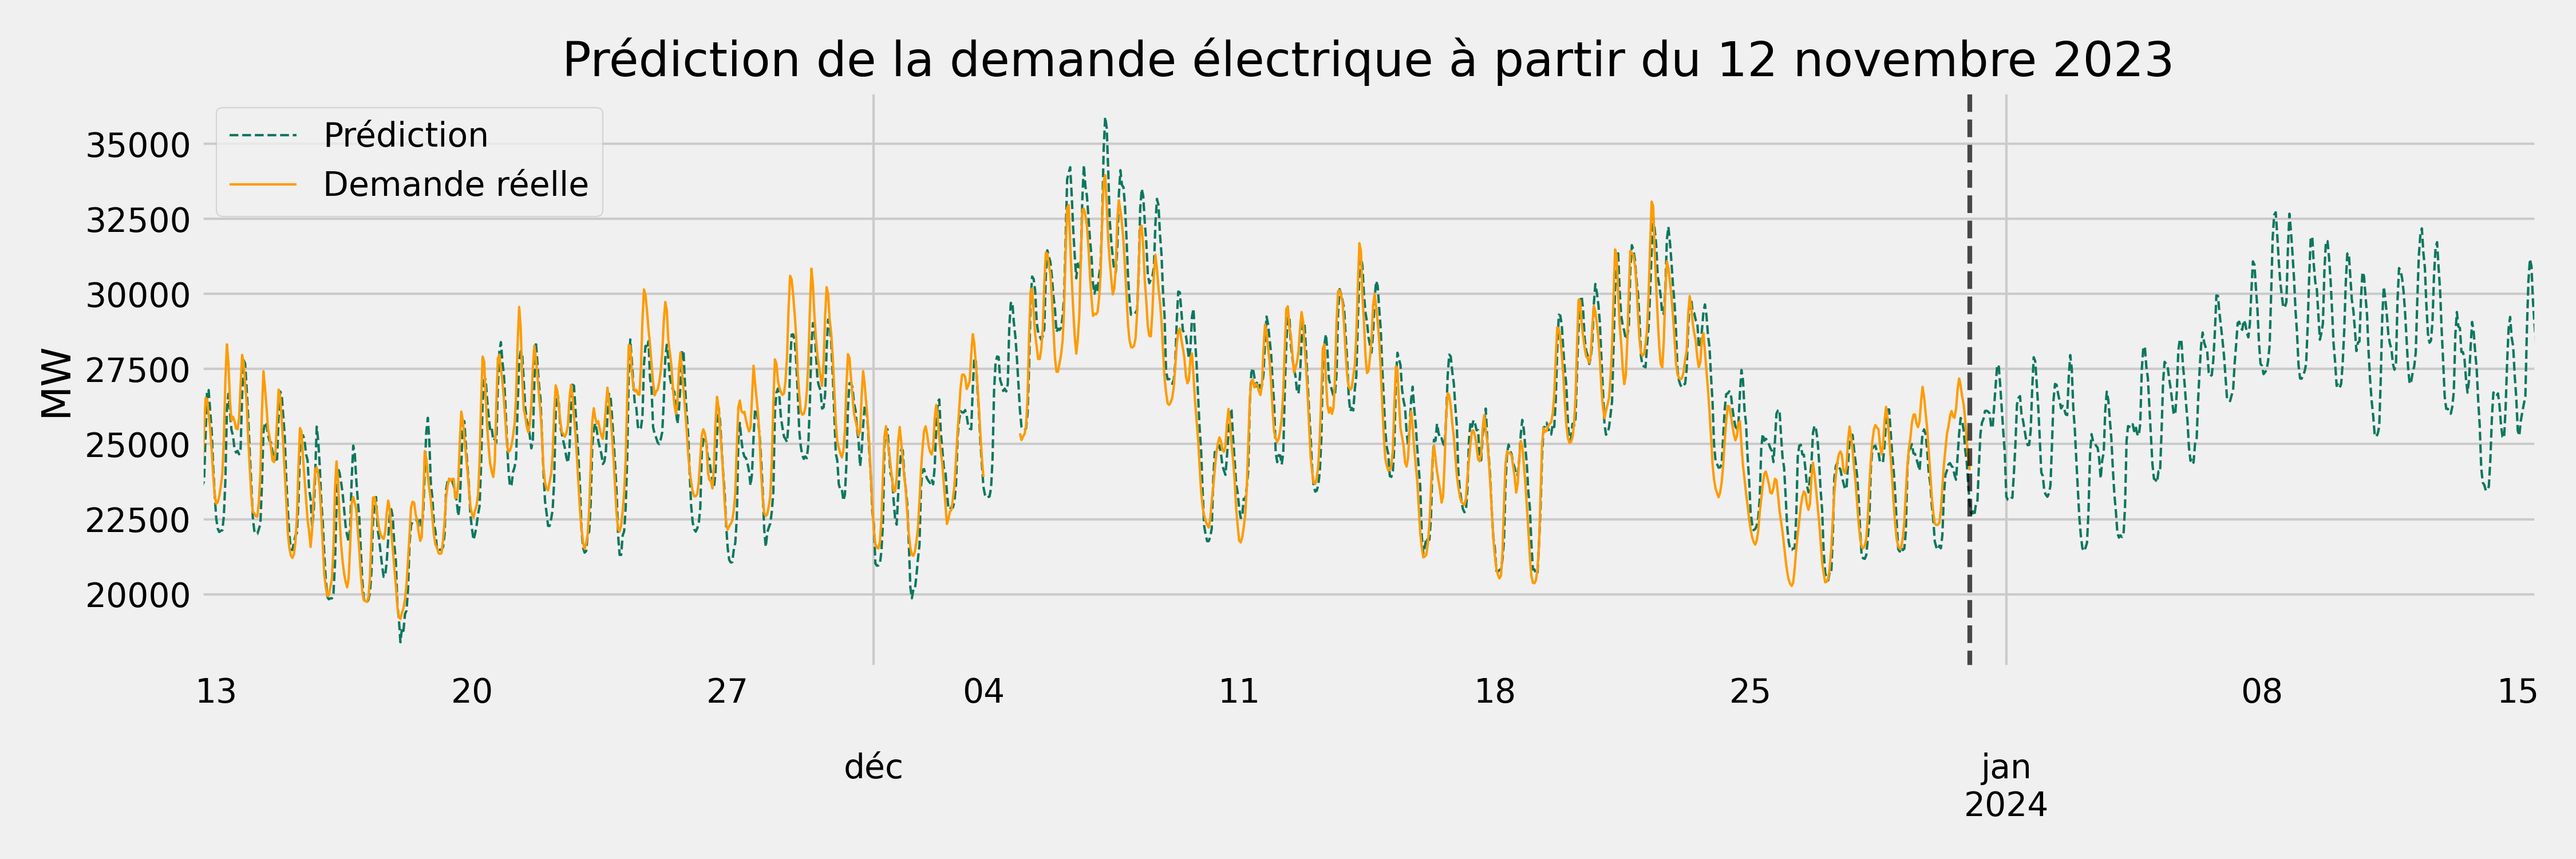 Prédiction de la demande électrique à partir du 12 novembre 2023
Prédiction
Demande réelle
MW
35000
32500
30000
27500
25000
22500
20000
13 20 27 04 11 18 25 08 15
déc jan
2024